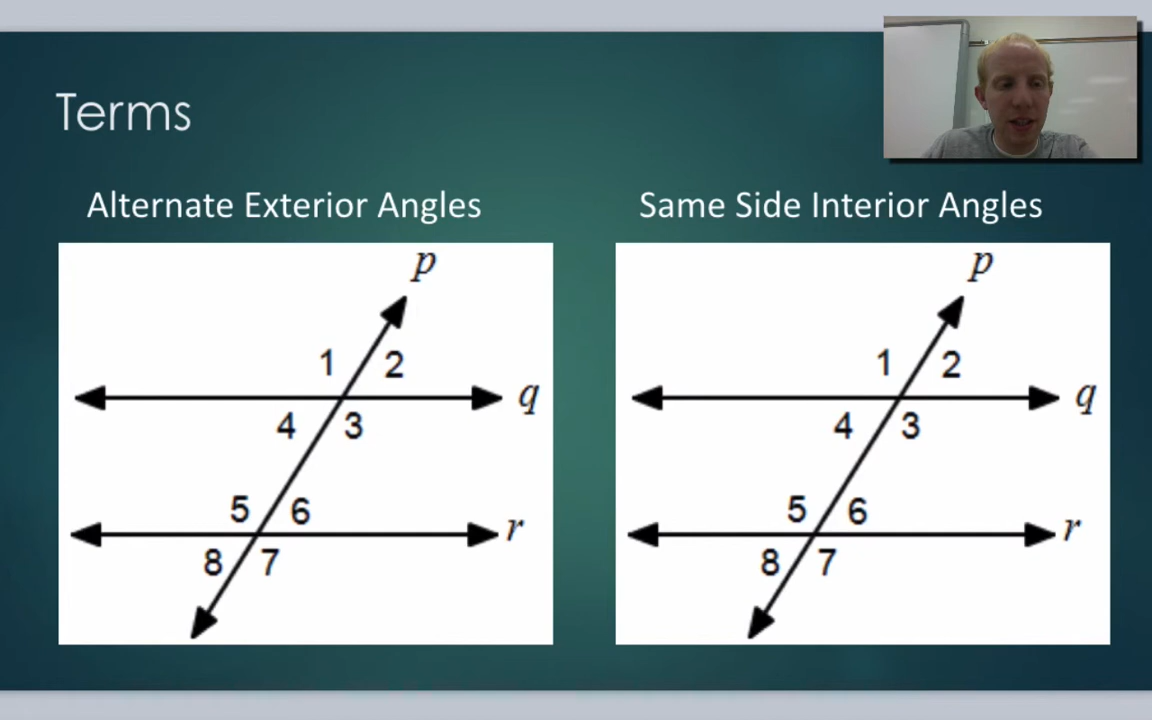 Terms
Alternate Exterior Angles
p
1 2
q
4 3
5 6
r
8 7
Same Side Interior Angles
p
1 2
q
4 3
5 6
r
8 7